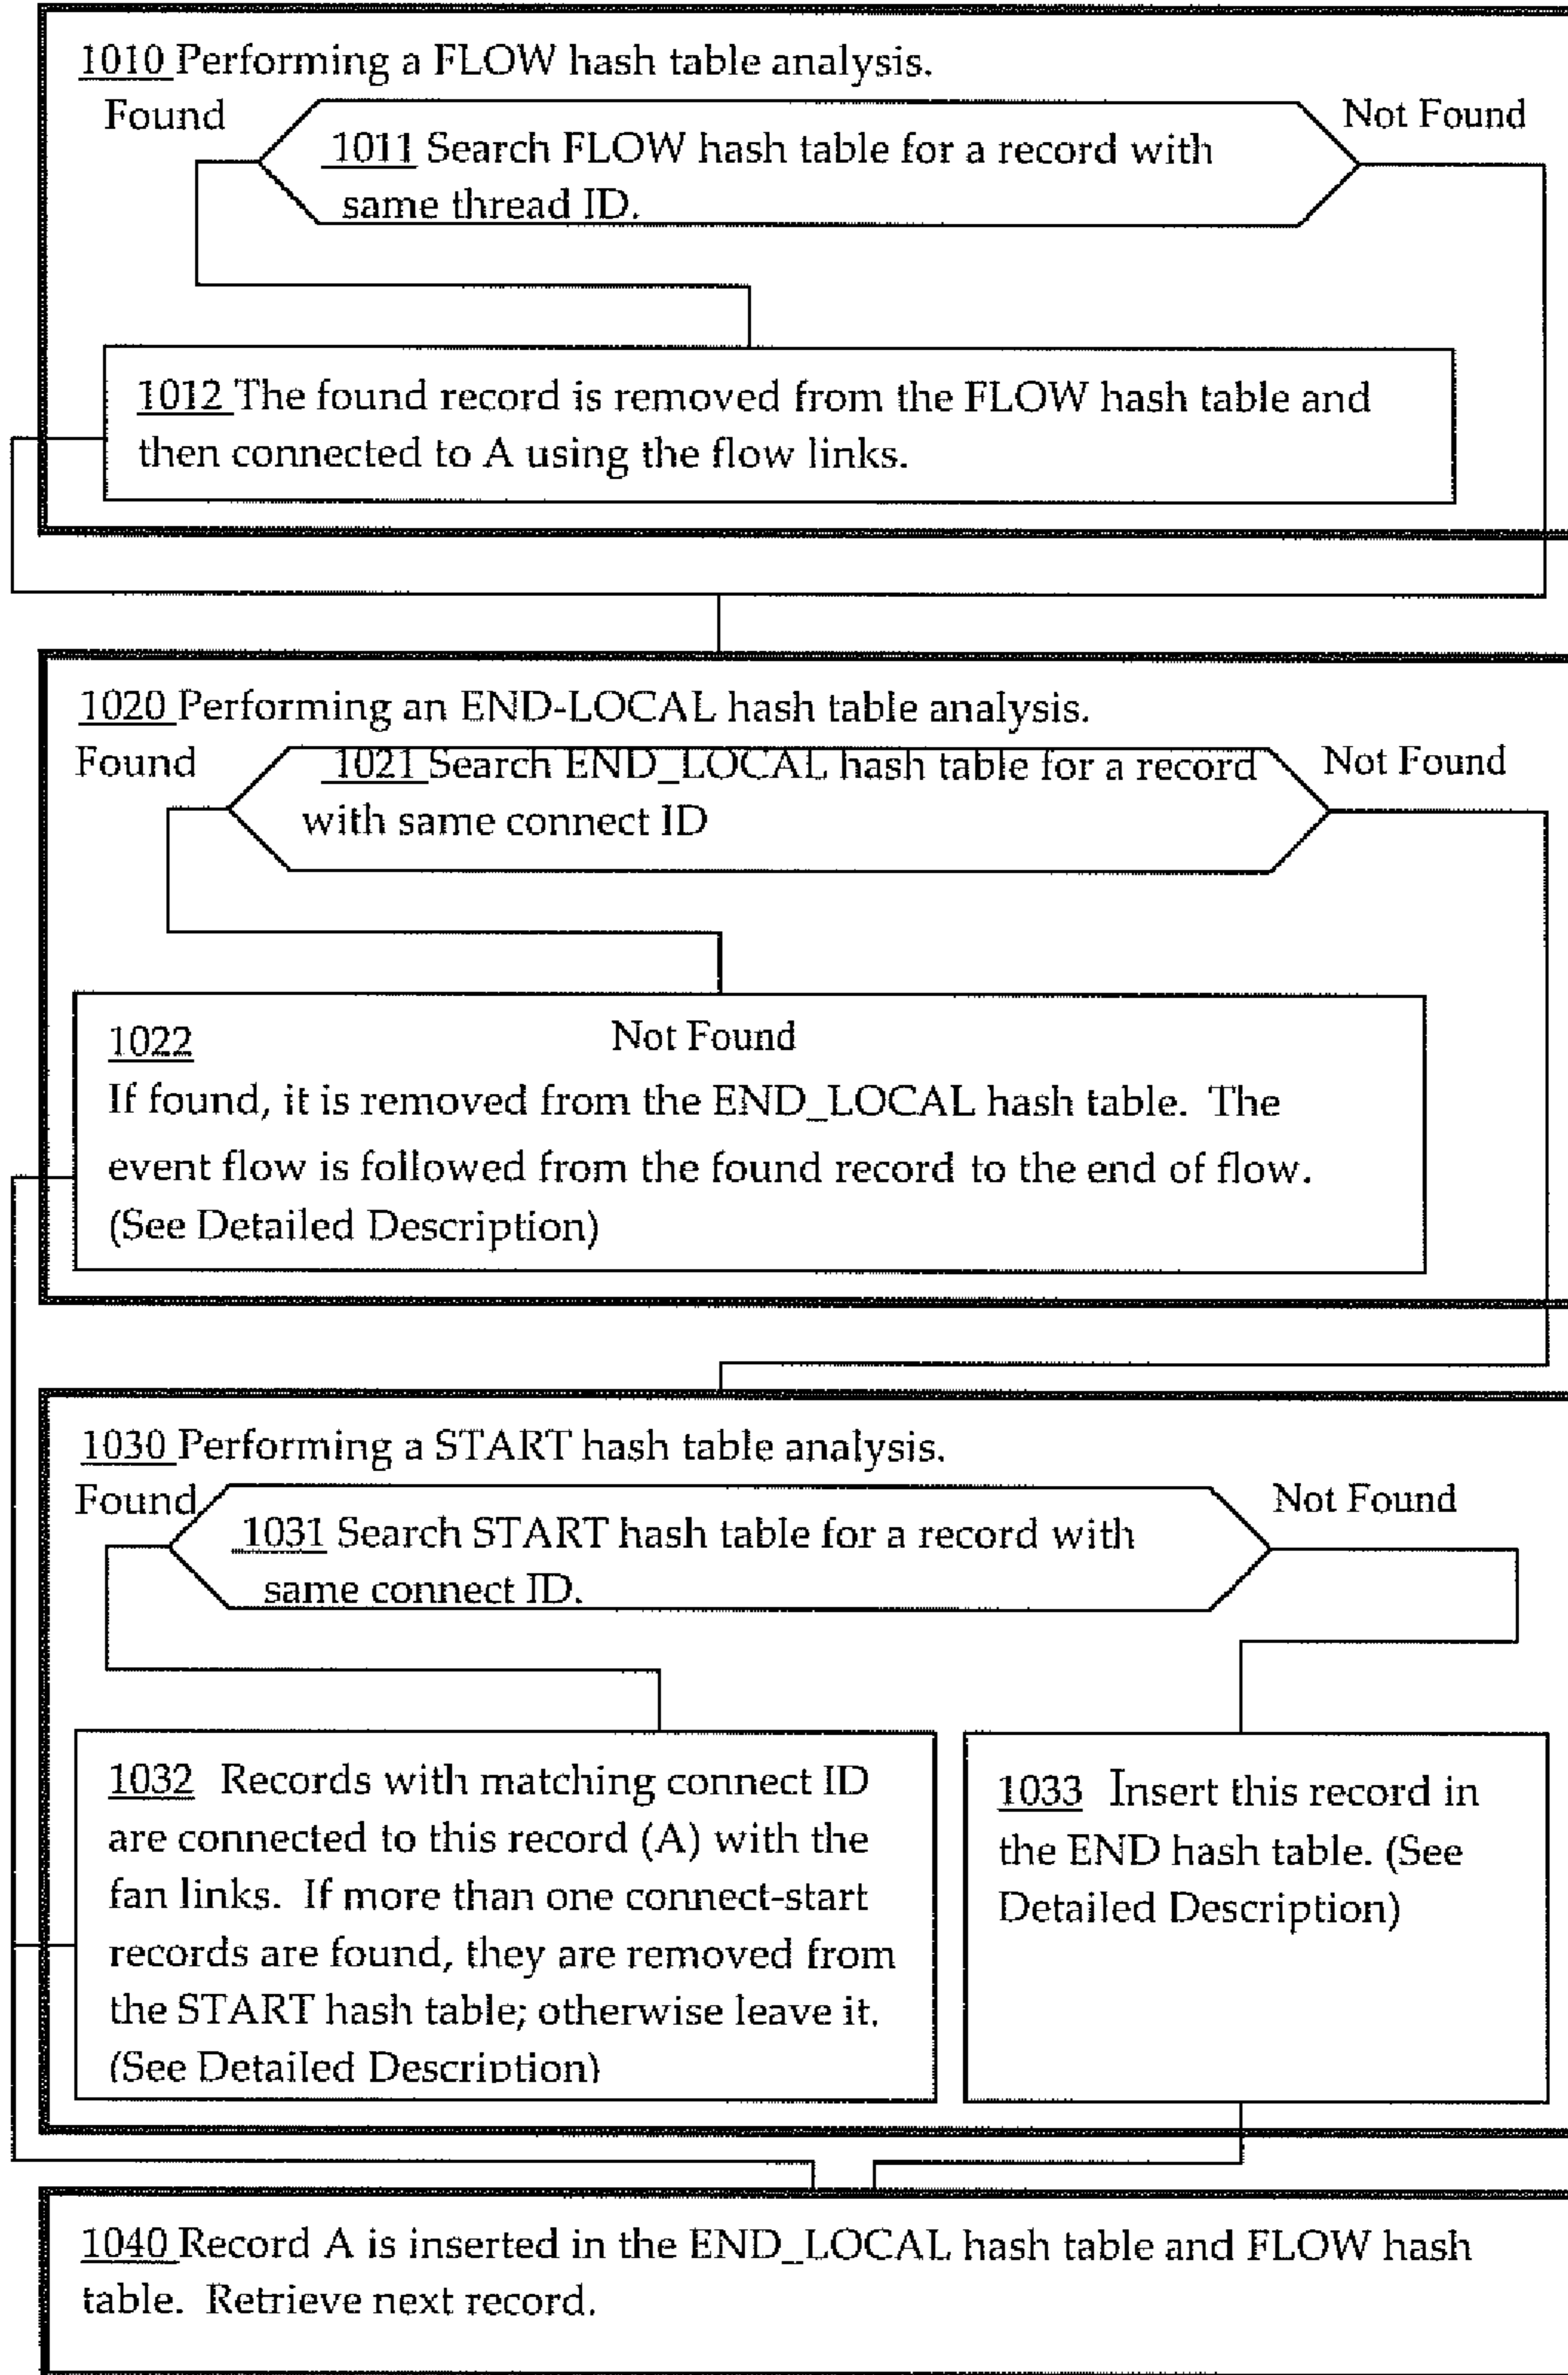 1010 Performing a FLOW hash table analysis.
Found
Not Found
1011 Search FLOW hash table for a record with
same thread ID.
1012 The found record is removed from the FLOW hash table and
then connected to A using the flow links.
1020 Performing an END-LOCAL hash table analysis.
Found
Not Found
1021 Search END_LOCAL hash table for a record
with same connect ID
1022
Not Found
If found, it is removed from the END_LOCAL hash table. The
event flow is followed from the found record to the end of flow.
(See Detailed Description)
1030 Performing a START hash table analysis.
Found
Not Found
1031 Search START hash table for a record with
same connect ID.
1032 Records with matching connect ID
are connected to this record (A) with the
fan links. If more than one connect-start
records are found, they are removed from
the START hash table; otherwise leave it.
(See Detailed Description)
1033 Insert this record in
the END hash table. (See
Detailed Description)
1040 Record A is inserted in the END_LOCAL hash table and FLOW hash
table. Retrieve next record.